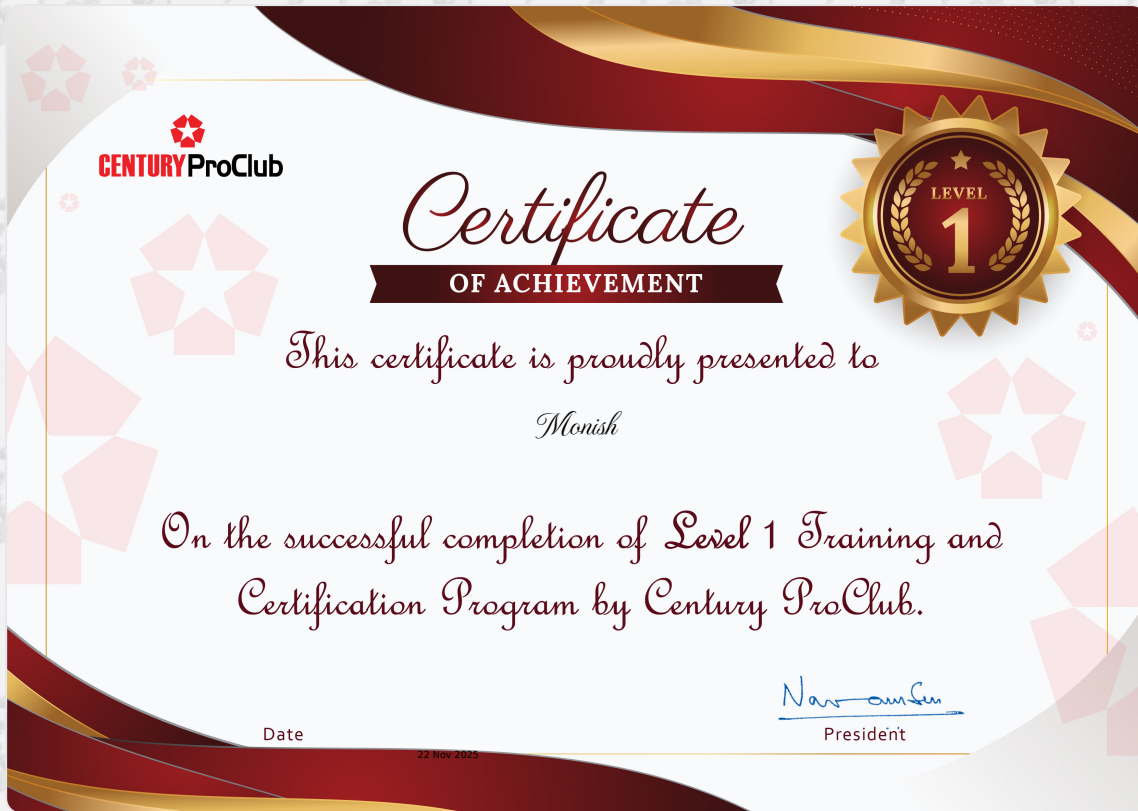 CENTURY ProClub
LEVEL
1
Certificate
OF ACHIEVEMENT
This certificate is proudly presented to
Monish
On the successful completion of Level 1 Training and
Certification Program by Century ProClub.
Date
President
22 Nov 2025